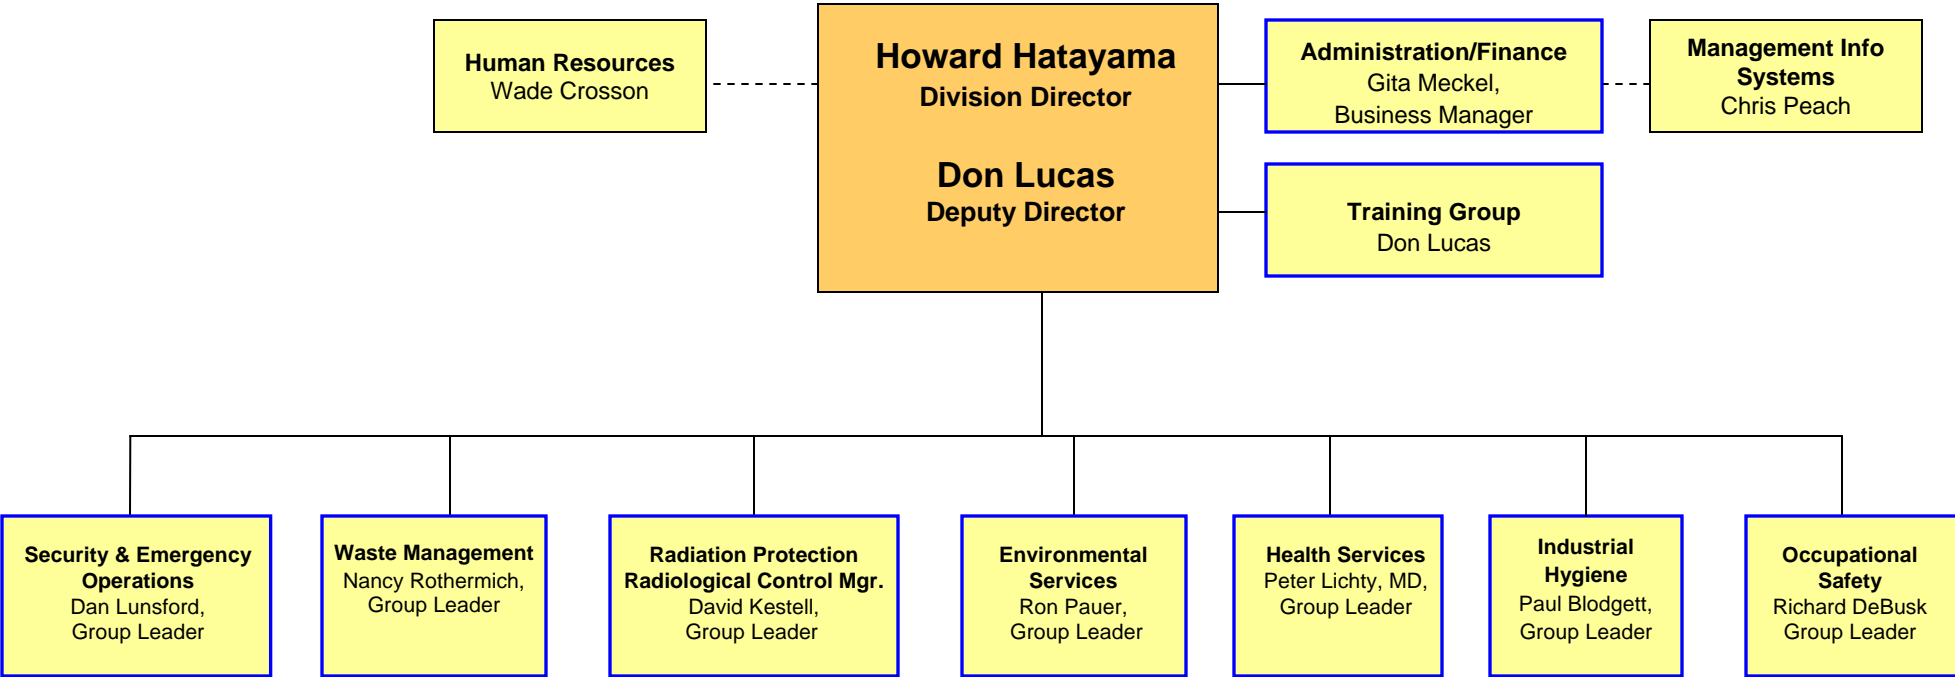 Human Resources
Wade Crosson
Howard Hatayama
Division Director
Don Lucas
Deputy Director
Administration/Finance
Gita Meckel,
Business Manager
Management Info
Systems
Chris Peach
Training Group
Don Lucas
Security & Emergency
Operations
Dan Lunsford,
Group Leader
Waste Management
Nancy Rothermich,
Group Leader
Radiation Protection
Radiological Control Mgr.
David Kestell,
Group Leader
Environmental
Services
Ron Pauer,
Group Leader
Health Services
Peter Lichty, MD,
Group Leader
Industrial
Hygiene
Paul Blodgett,
Group Leader
Occupational
Safety
Richard DeBusk
Group Leader